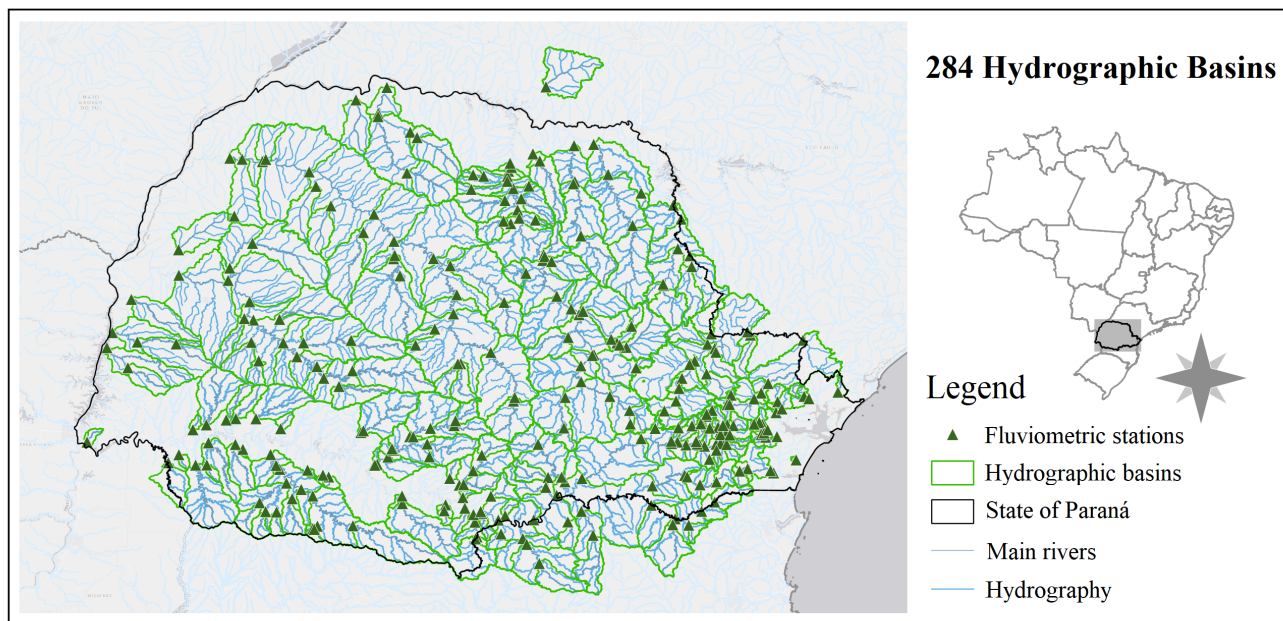 284 Hydrographic Basins
Legend
Fluviometric stations
Hydrographic basins
State of Paraná
Main rivers
Hydrography